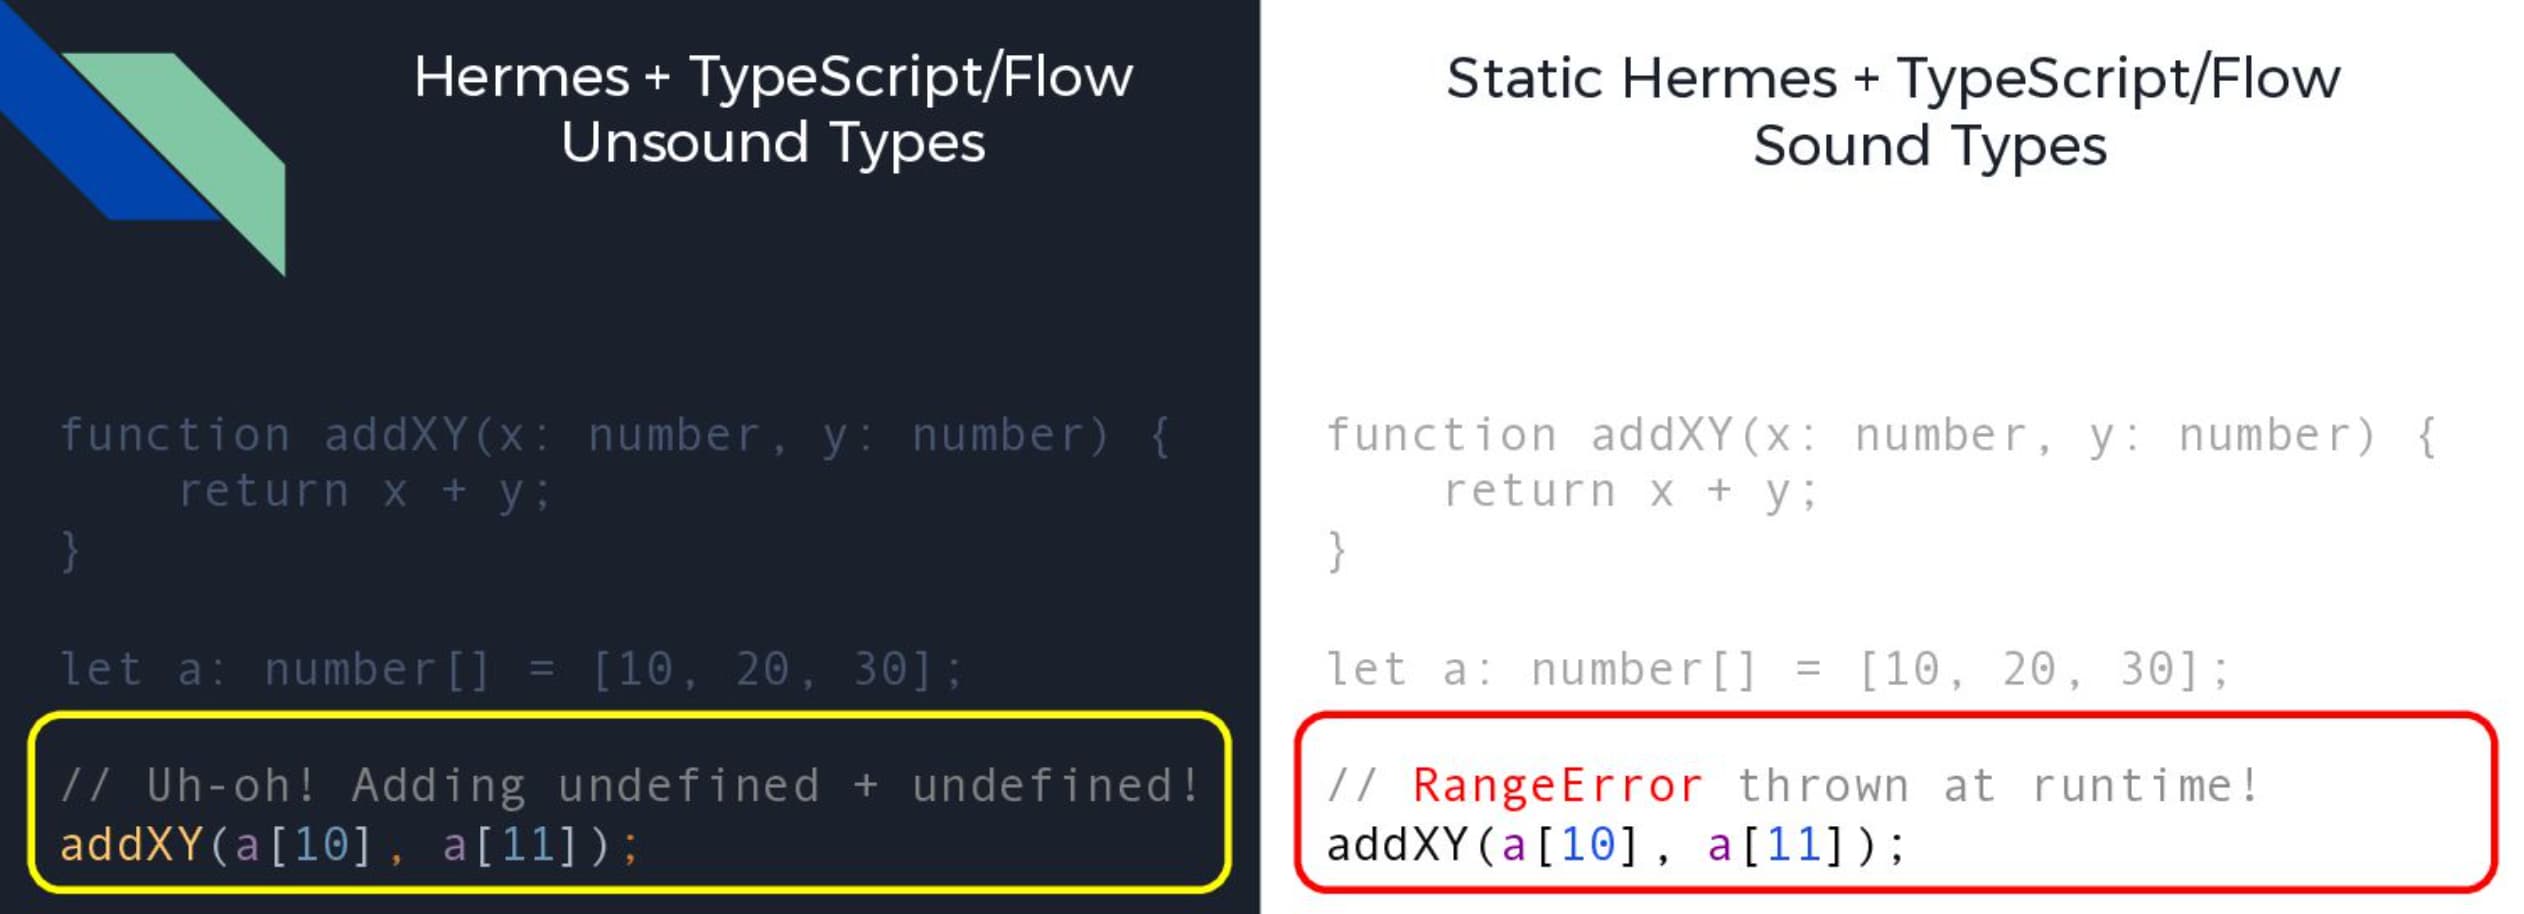 Hermes + TypeScript/Flow
Unsound Types
function addXY(x: number, y: number) {
    return x + y;
}
let a: number[] = [10, 20, 30];
// Uh-oh! Adding undefined + undefined!
addXY(a[10], a[11]);
Static Hermes + TypeScript/Flow
Sound Types
function addXY(x: number, y: number) {
    return x + y;
}
let a: number[] = [10, 20, 30];
// RangeError thrown at runtime!
addXY(a[10], a[11]);